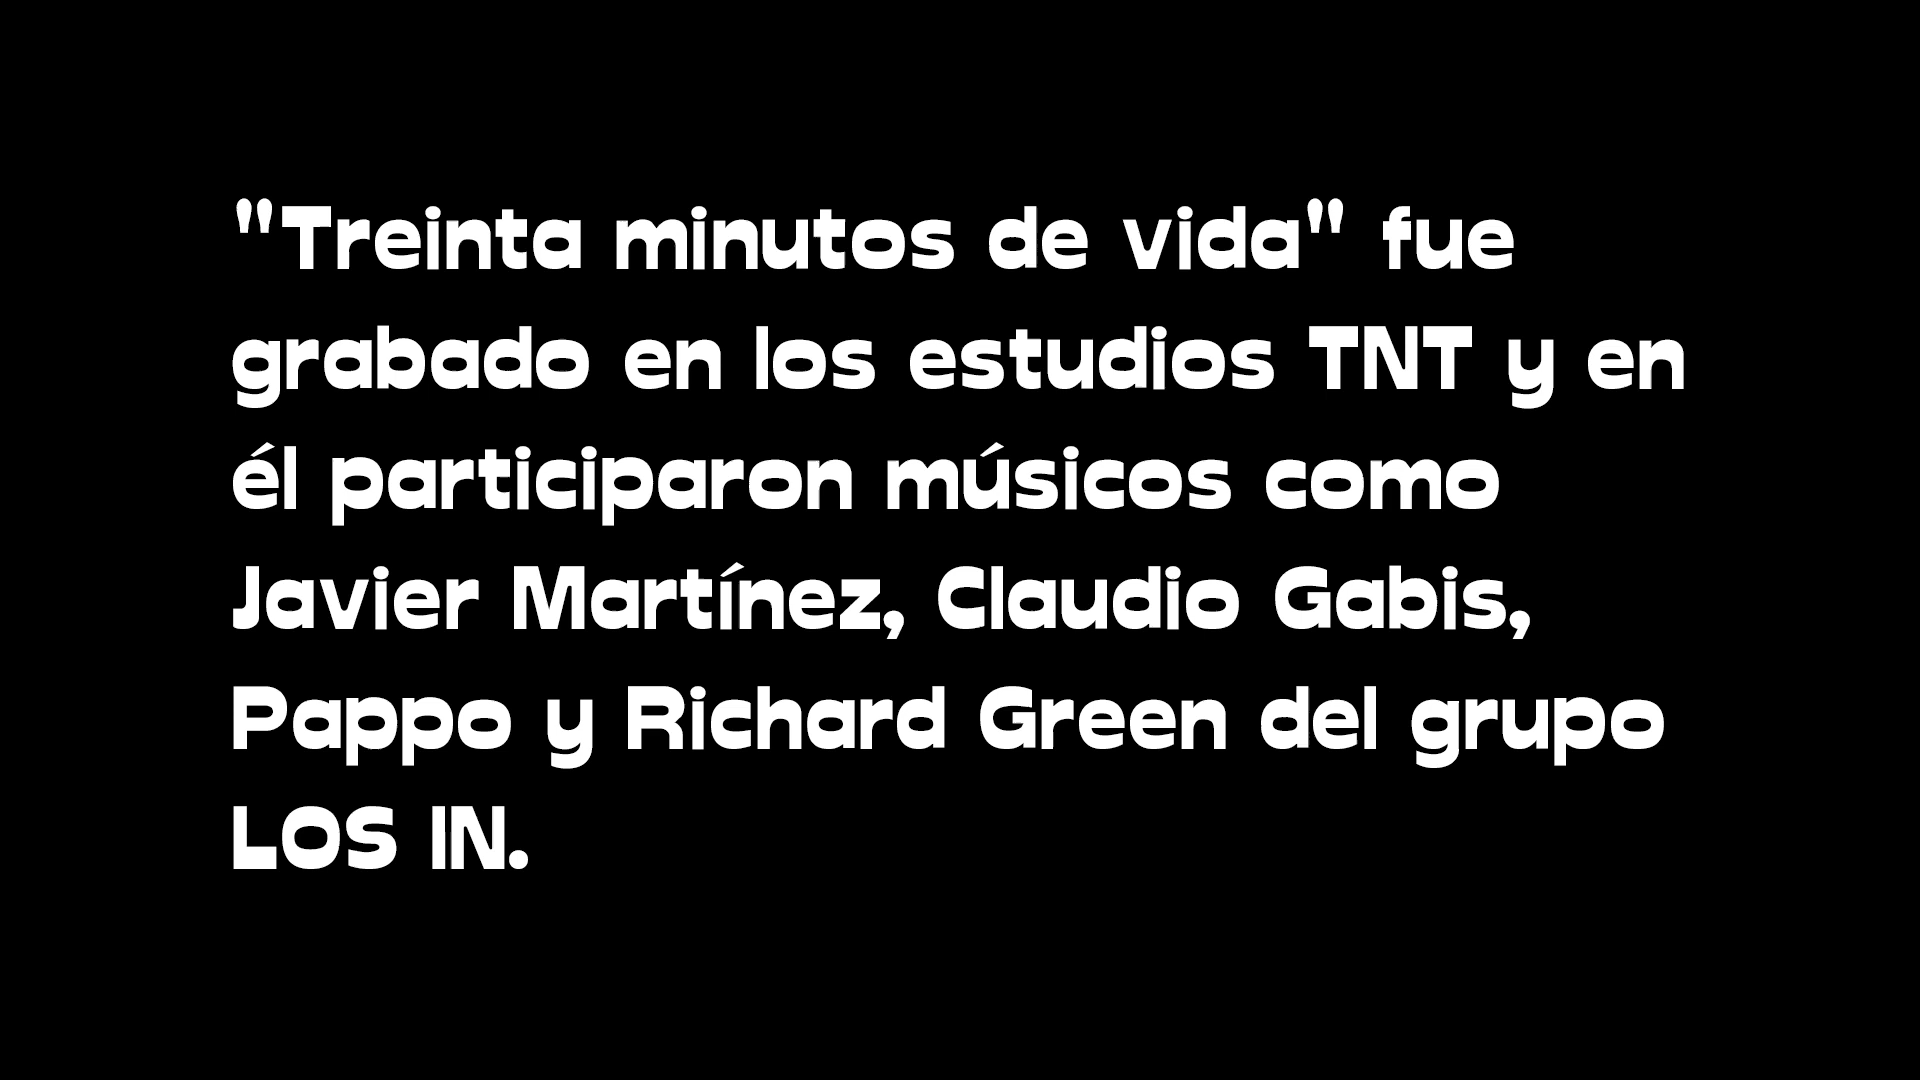 "Treinta minutos de vida" fue
grabado en los estudios TNT y en
él participaron músicos como
Javier Martínez, Claudio Gabis,
Pappo y Richard Green del grupo
LOS IN.